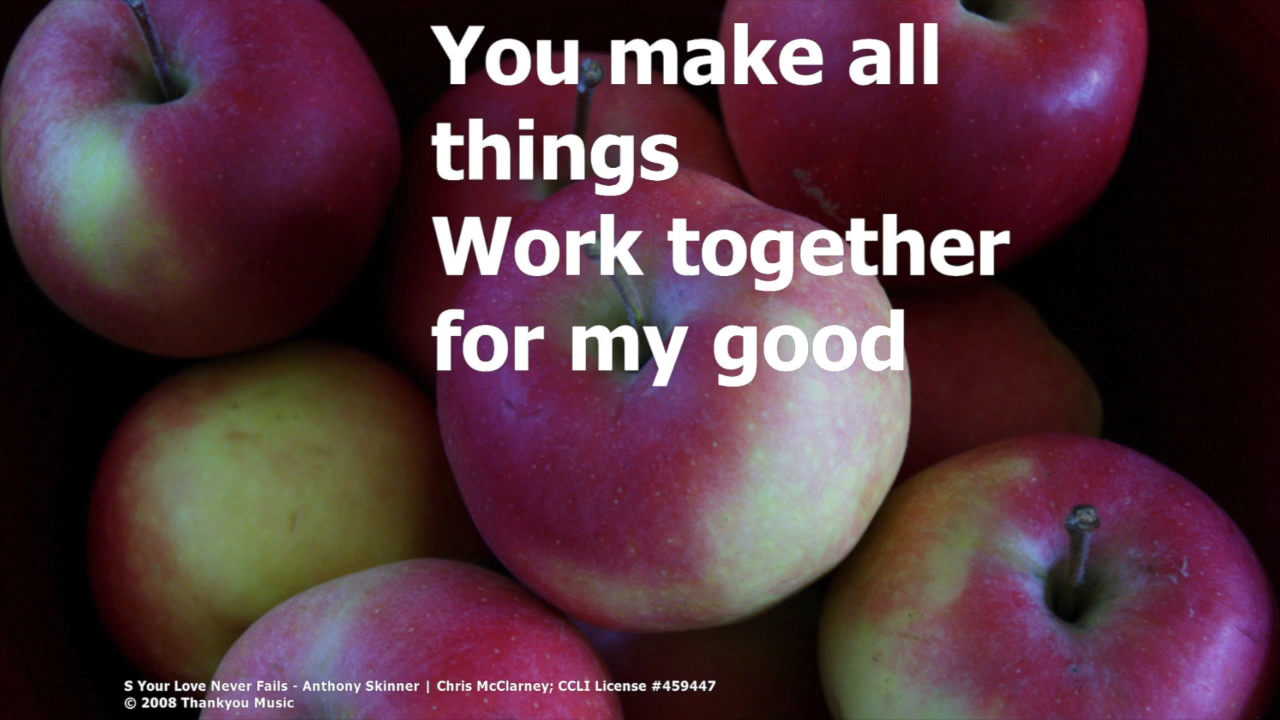 You make all
things
Work together
for my good
S Your Love Never Fails - Anthony Skinner | Chris McClarney; CCLI License #459447
© 2008 Thankyou Music